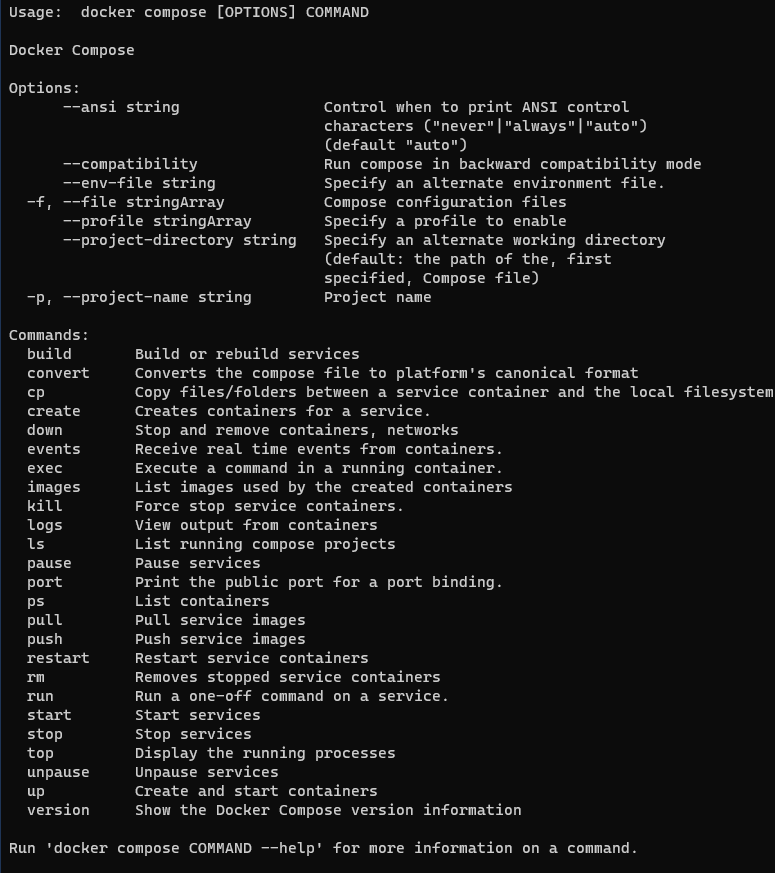 Usage:  docker compose [OPTIONS] COMMAND

Docker Compose

Options:
      --ansi string                Control when to print ANSI control
                                   characters ("never"|"always"|"auto")
                                   (default "auto")
      --compatibility              Run compose in backward compatibility mode
      --env-file string            Specify an alternate environment file.
  -f, --file stringArray           Compose configuration files
      --profile stringArray        Specify a profile to enable
      --project-directory string   Specify an alternate working directory
                                   (default: the path of the, first
                                   specified, Compose file)
  -p, --project-name string        Project name

Commands:
  build       Build or rebuild services
  convert     Converts the compose file to platform's canonical format
  cp          Copy files/folders between a service container and the local filesystem
  create      Creates containers for a service.
  down        Stop and remove containers, networks
  events      Receive real time events from containers.
  exec        Execute a command in a running container.
  images      List images used by the created containers
  kill        Force stop service containers.
  logs        View output from containers
  ls          List running compose projects
  pause       Pause services
  port        Print the public port for a port binding.
  ps          List containers
  pull        Pull service images
  push        Push service images
  restart     Restart service containers
  rm          Removes stopped service containers
  run         Run a one-off command on a service.
  start       Start services
  stop        Stop services
  top         Display the running processes
  unpause     Unpause services
  up          Create and start containers
  version     Show the Docker Compose version information

Run 'docker compose COMMAND --help' for more information on a command.